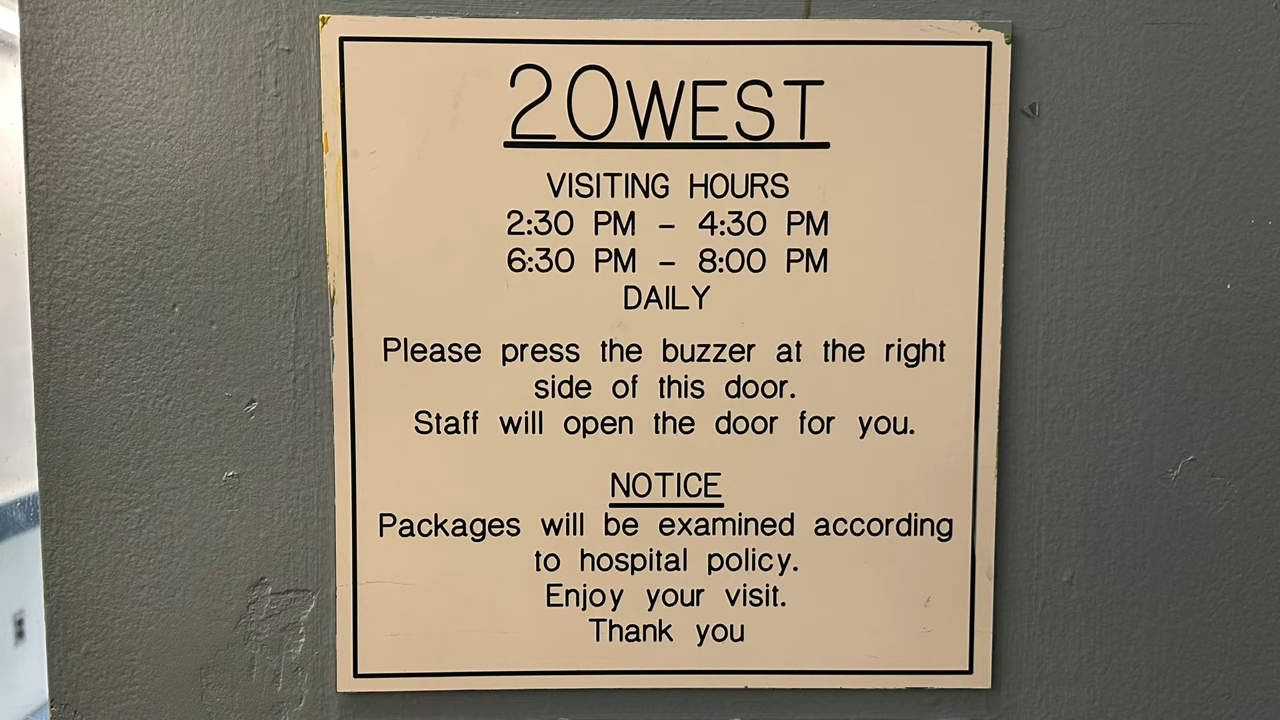 20WEST
VISITING HOURS
2:30 PM – 4:30 PM
6:30 PM – 8:00 PM
DAILY
Please press the buzzer at the right
side of this door.
Staff will open the door for you.
NOTICE
Packages will be examined according
to hospital policy.
Enjoy your visit.
Thank you